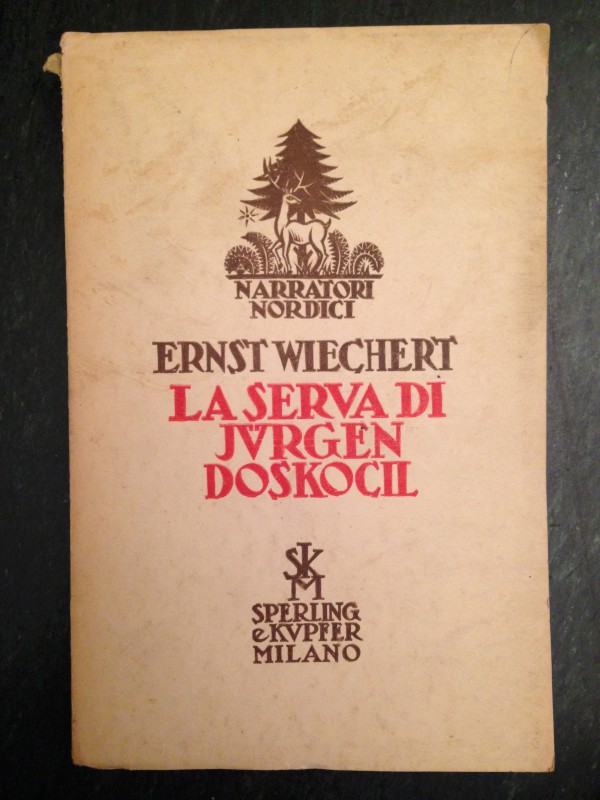 NARRATORI
NORDICI
ERNST WIECHERT
LA SERVA DI
JVRGEN
DOSKOCIL
SKM
SPERLING
e KVPFER
MILANO